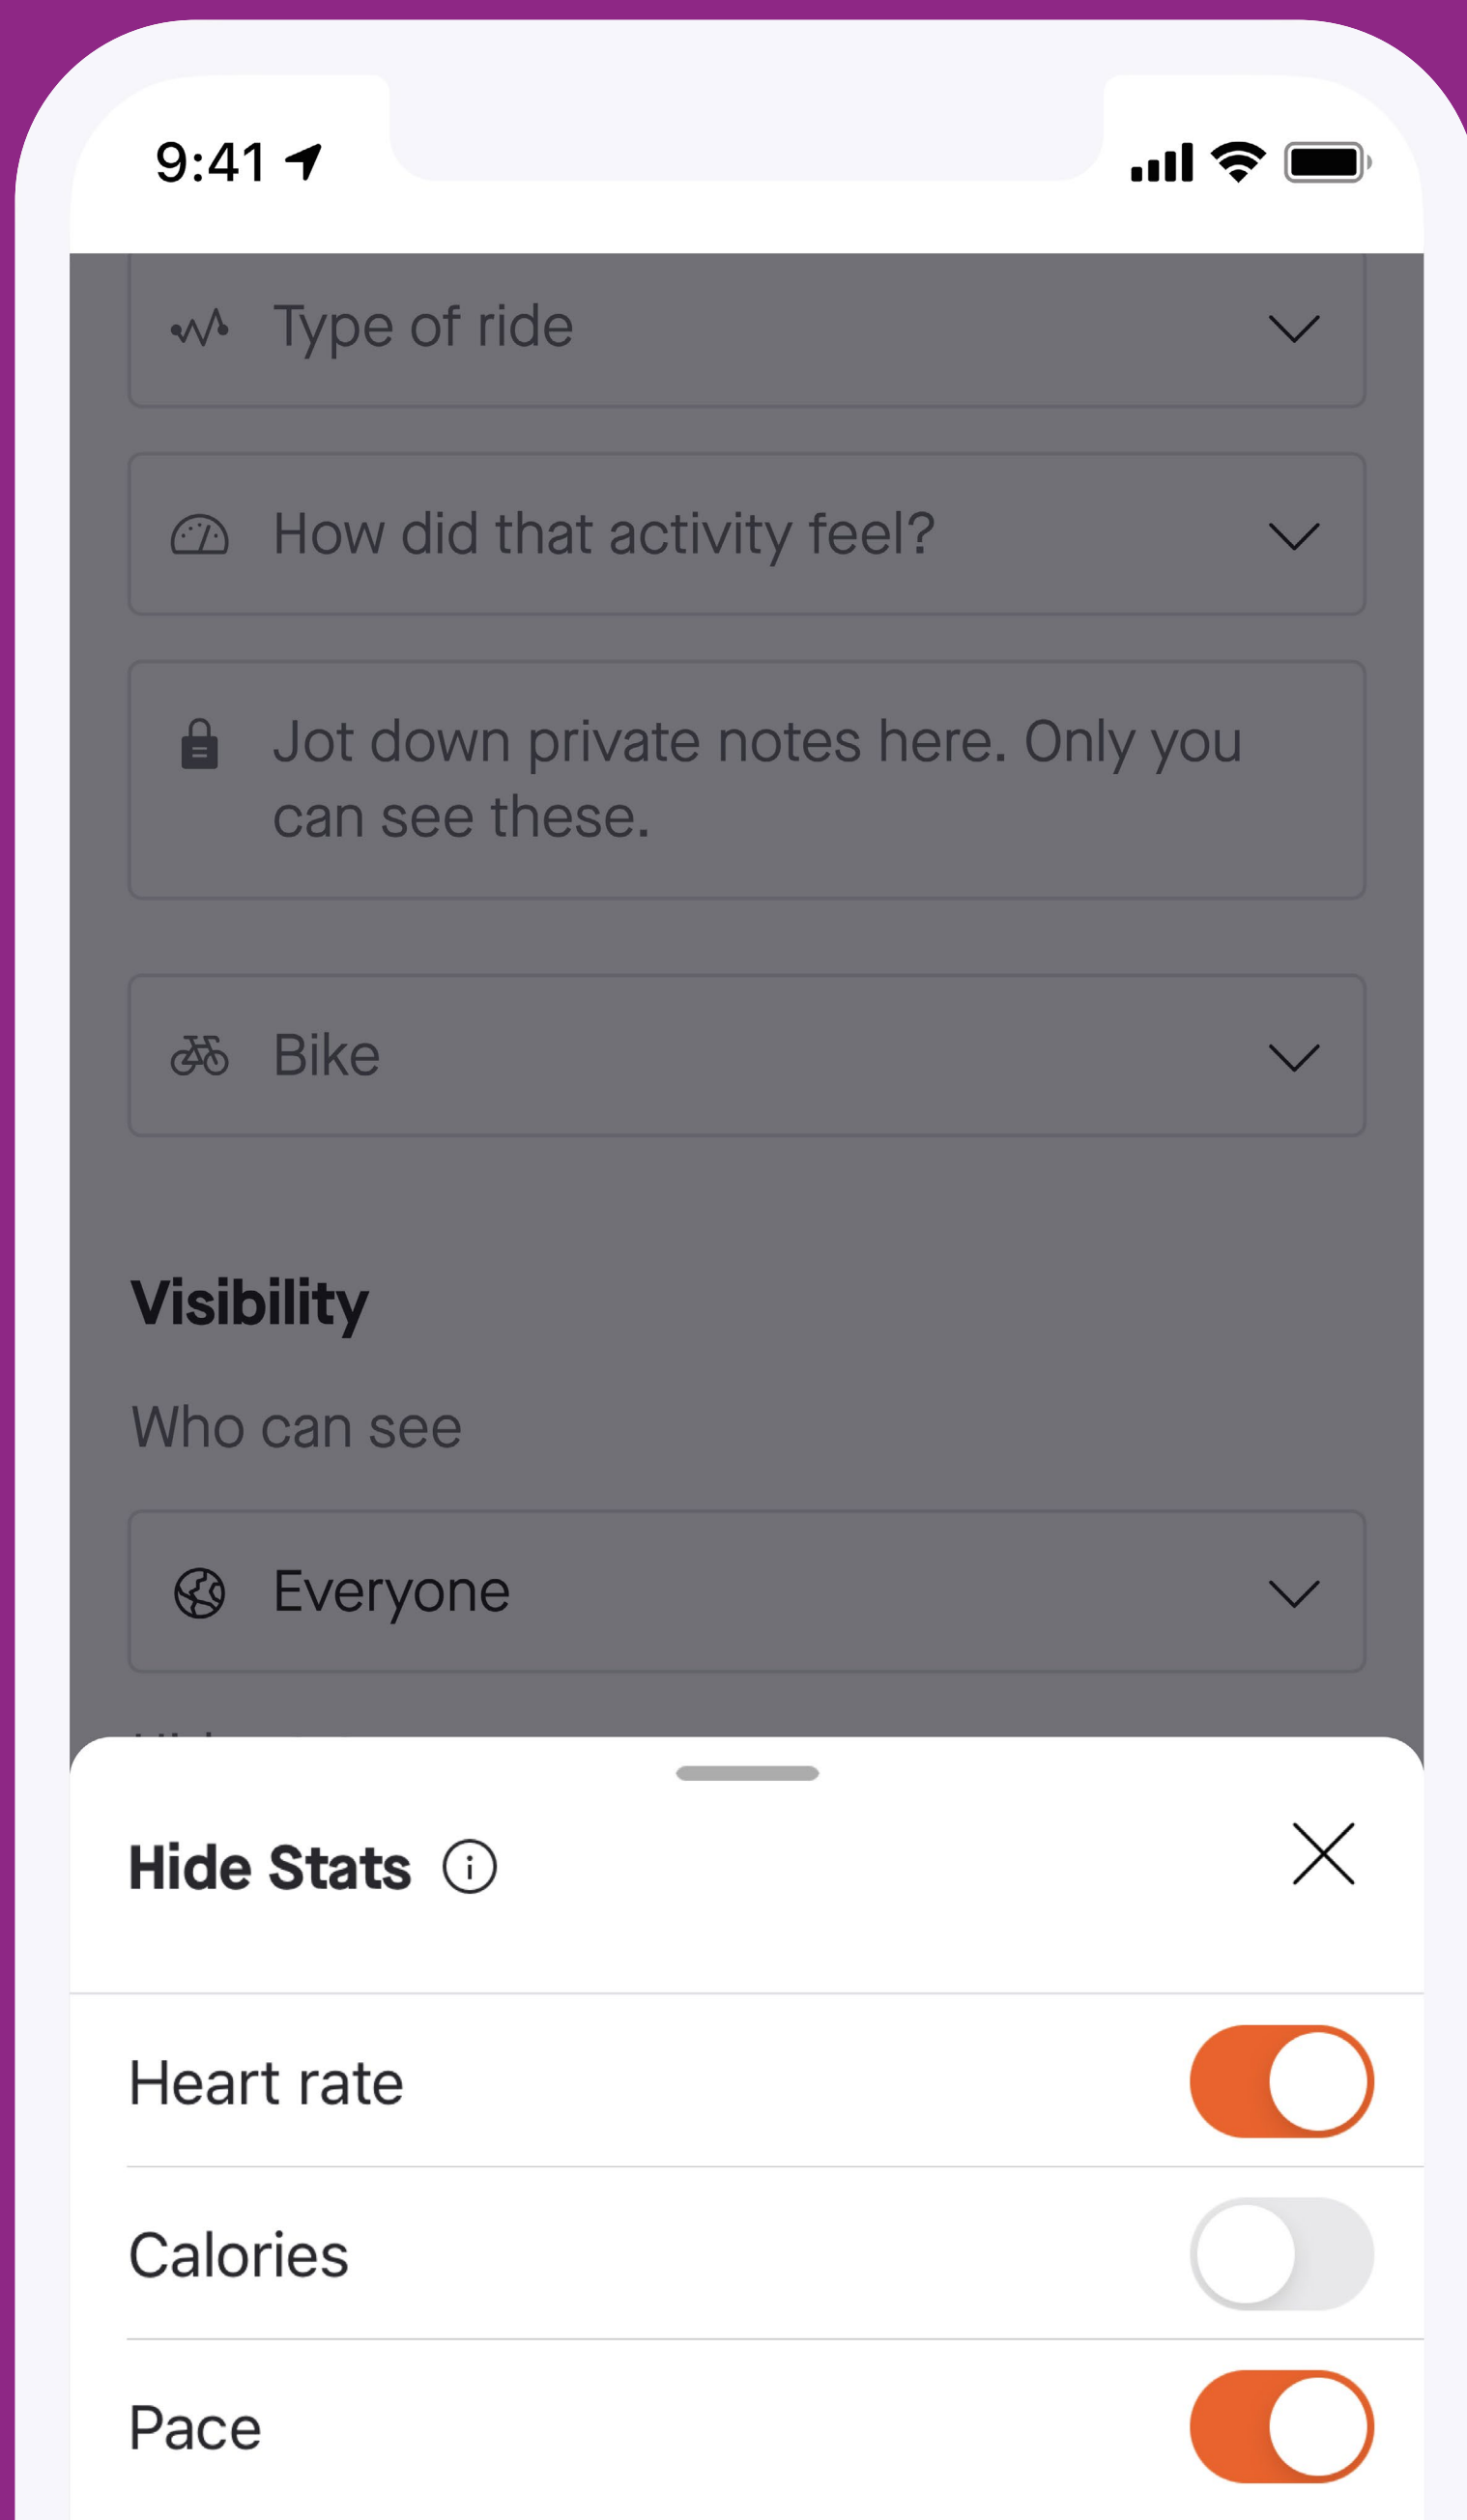 9:41
Type of ride
How did that activity feel?
Jot down private notes here. Only you
can see these.
Bike
Visibility
Who can see
Everyone
Hide Stats
Heart rate
Calories
Pace